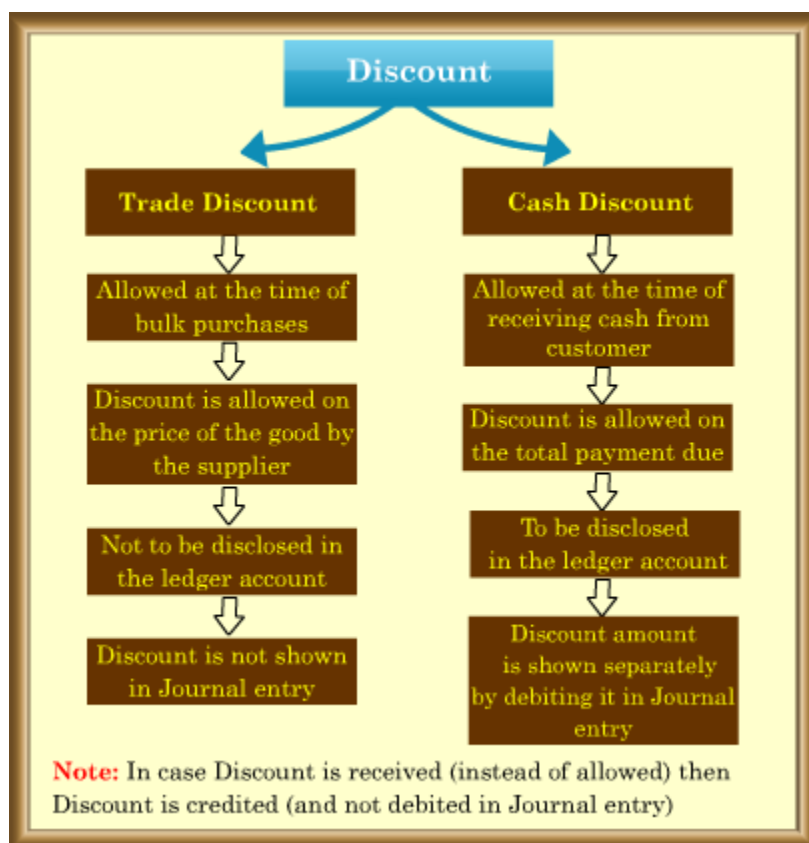 Discount
Trade Discount
Allowed at the time of
bulk purchases
Discount is allowed on
the price of the good by
the supplier
Not to be disclosed in
the ledger account
Discount is not shown
in Journal entry
Cash Discount
Allowed at the time of
receiving cash from
customer
Discount is allowed on
the total payment due
To be disclosed
in the ledger account
Discount amount
is shown separately
by debiting it in Journal
entry
Note: In case Discount is received (instead of allowed) then
Discount is credited (and not debited in Journal entry)